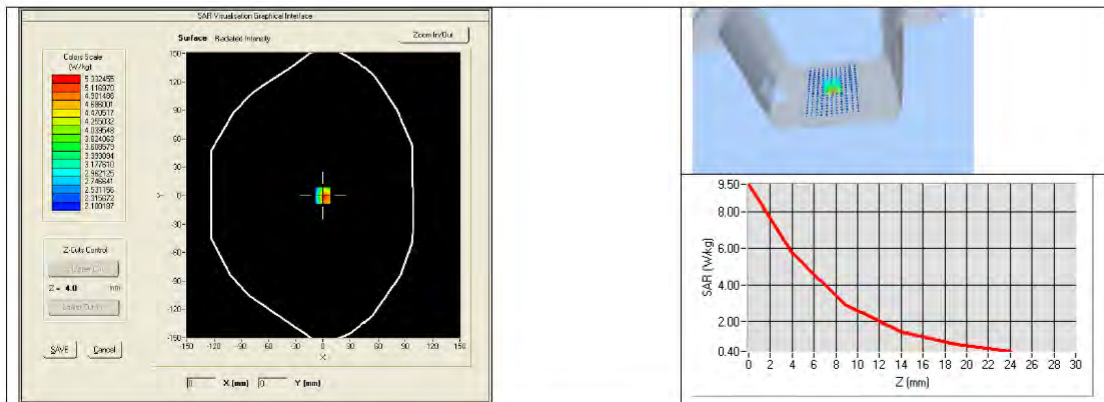 SAR Visualisation Graphical Interface
Surface Radiated Intensity
Zoom In/Out
Colors Scale
(W/kg)
5.332455
5.116970
4.901486
4.686001
4.470517
4.255032
4.039548
3.824063
3.608579
3.393094
3.177610
2.962125
2.746641
2.531156
2.315672
2.100187
Z-Cuts Control
Z = 4.0 mm
SAVE Cancel
150
120
90
60
30
0
-30
-60
-90
-120
-150
Y
-150 -120 -90 -60 -30 0 30 60 90 120 150
X
0 X (mm) 0 Y (mm)
9.50
8.00
6.00
4.00
2.00
0.40
SAR (W/kg)
0 2 4 6 8 10 12 14 16 18 20 22 24 26 28 30
Z (mm)